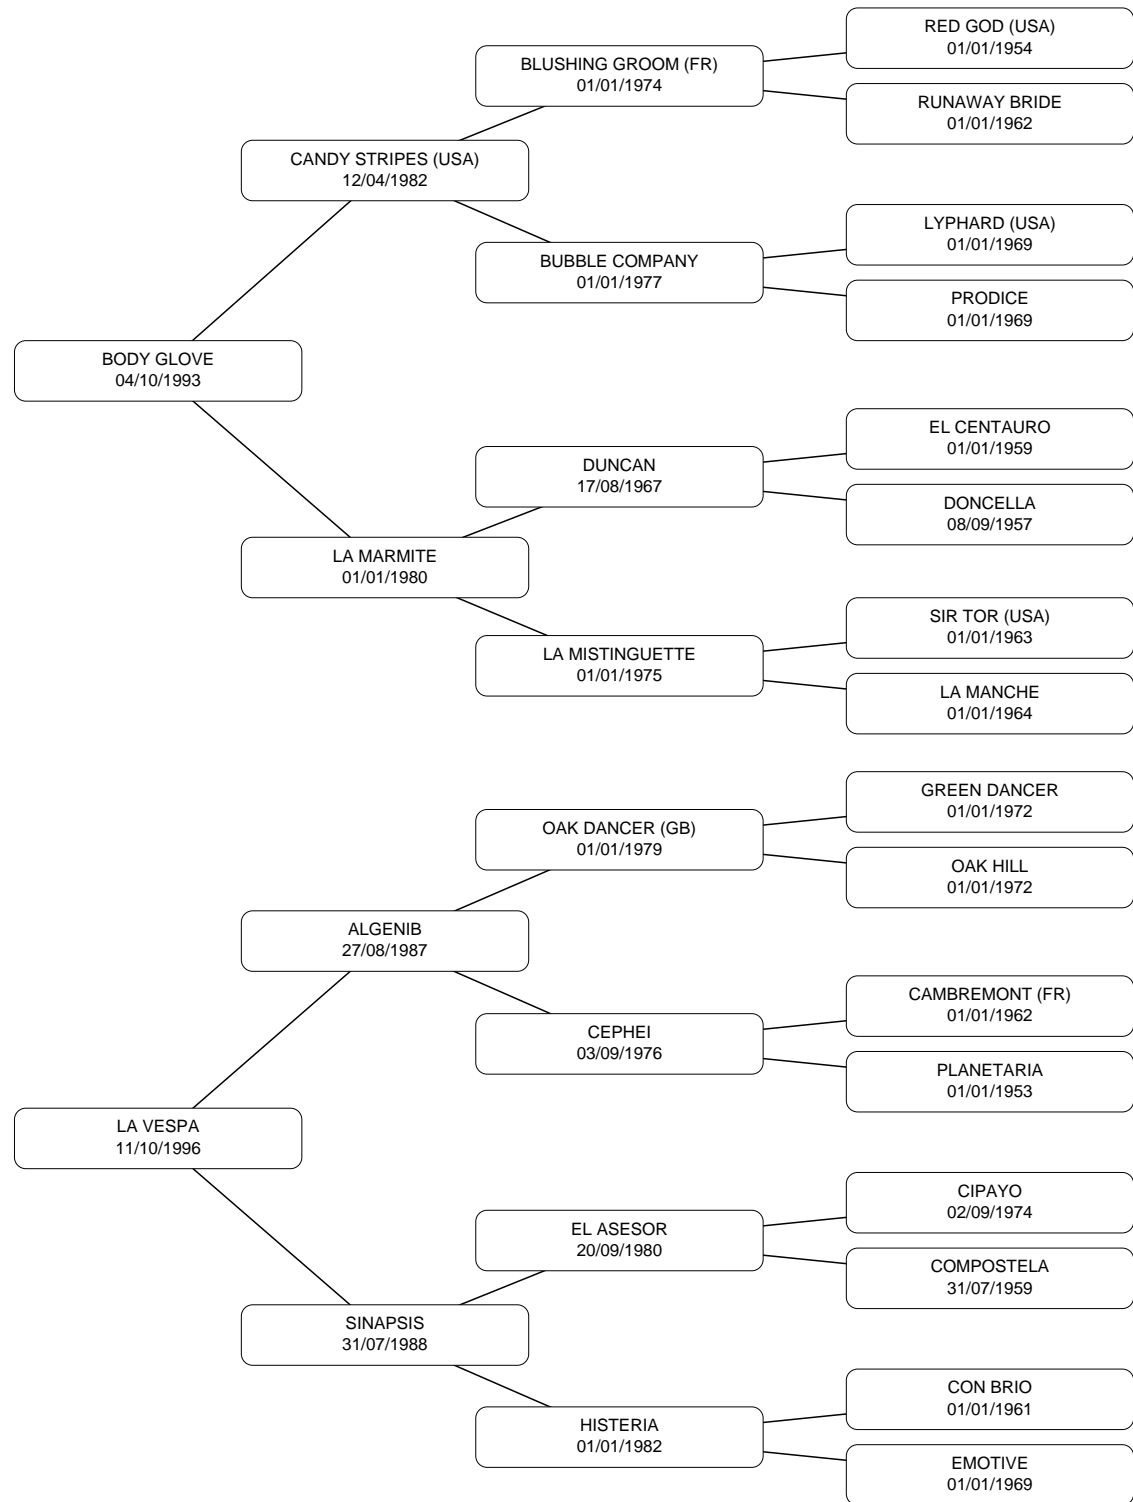 RED GOD (USA)
01/01/1954
BLUSHING GROOM (FR)
01/01/1974
RUNAWAY BRIDE
01/01/1962
CANDY STRIPES (USA)
12/04/1982
LYPHARD (USA)
01/01/1969
BUBBLE COMPANY
01/01/1977
PRODICE
01/01/1969
BODY GLOVE
04/10/1993
EL CENTAURO
01/01/1959
DUNCAN
17/08/1967
DONCELLA
08/09/1957
LA MARMITE
01/01/1980
SIR TOR (USA)
01/01/1963
LA MISTINGUETTE
01/01/1975
LA MANCHE
01/01/1964
GREEN DANCER
01/01/1972
OAK DANCER (GB)
01/01/1979
OAK HILL
01/01/1972
ALGENIB
27/08/1987
CAMBREMONT (FR)
01/01/1962
CEPHEI
03/09/1976
PLANETARIA
01/01/1953
LA VESPA
11/10/1996
CIPAYO
02/09/1974
EL ASESOR
20/09/1980
COMPOSTELA
31/07/1959
SINAPSIS
31/07/1988
CON BRIO
01/01/1961
HISTERIA
01/01/1982
EMOTIVE
01/01/1969